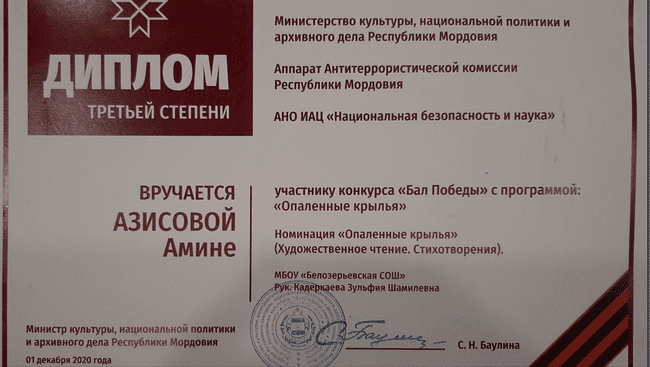 ДИПЛОМ
ТРЕТЬЕЙ СТЕПЕНИ
Министерство культуры, национальной политики и
архивного дела Республики Мордовия
Аппарат Антитеррористической комиссии
Республики Мордовия
АНО ИАЦ «Национальная безопасность и наука»
ВРУЧАЕТСЯ
АЗИСОВОЙ
Амине
участнику конкурса «Бал Победы» с программой:
«Опаленные крылья»
Номинация «Опаленные крылья»
(Художественное чтение. Стихотворения).
МБОУ «Белозерьевская СОШ»
Рук. Кадеркаева Зульфия Шамилевна
Министр культуры, национальной политики
и архивного дела Республики Мордовия
С. Н. Баулина
01 декабря 2020 года